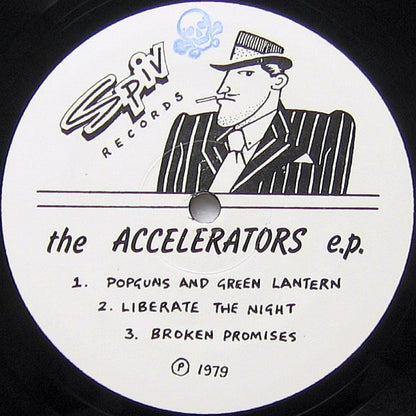 Spiv
RECORDS
the ACCELERATORS e.p.
1. POPGUNS AND GREEN LANTERN
2. LIBERATE THE NIGHT
3. BROKEN PROMISES
Ⓟ 1979